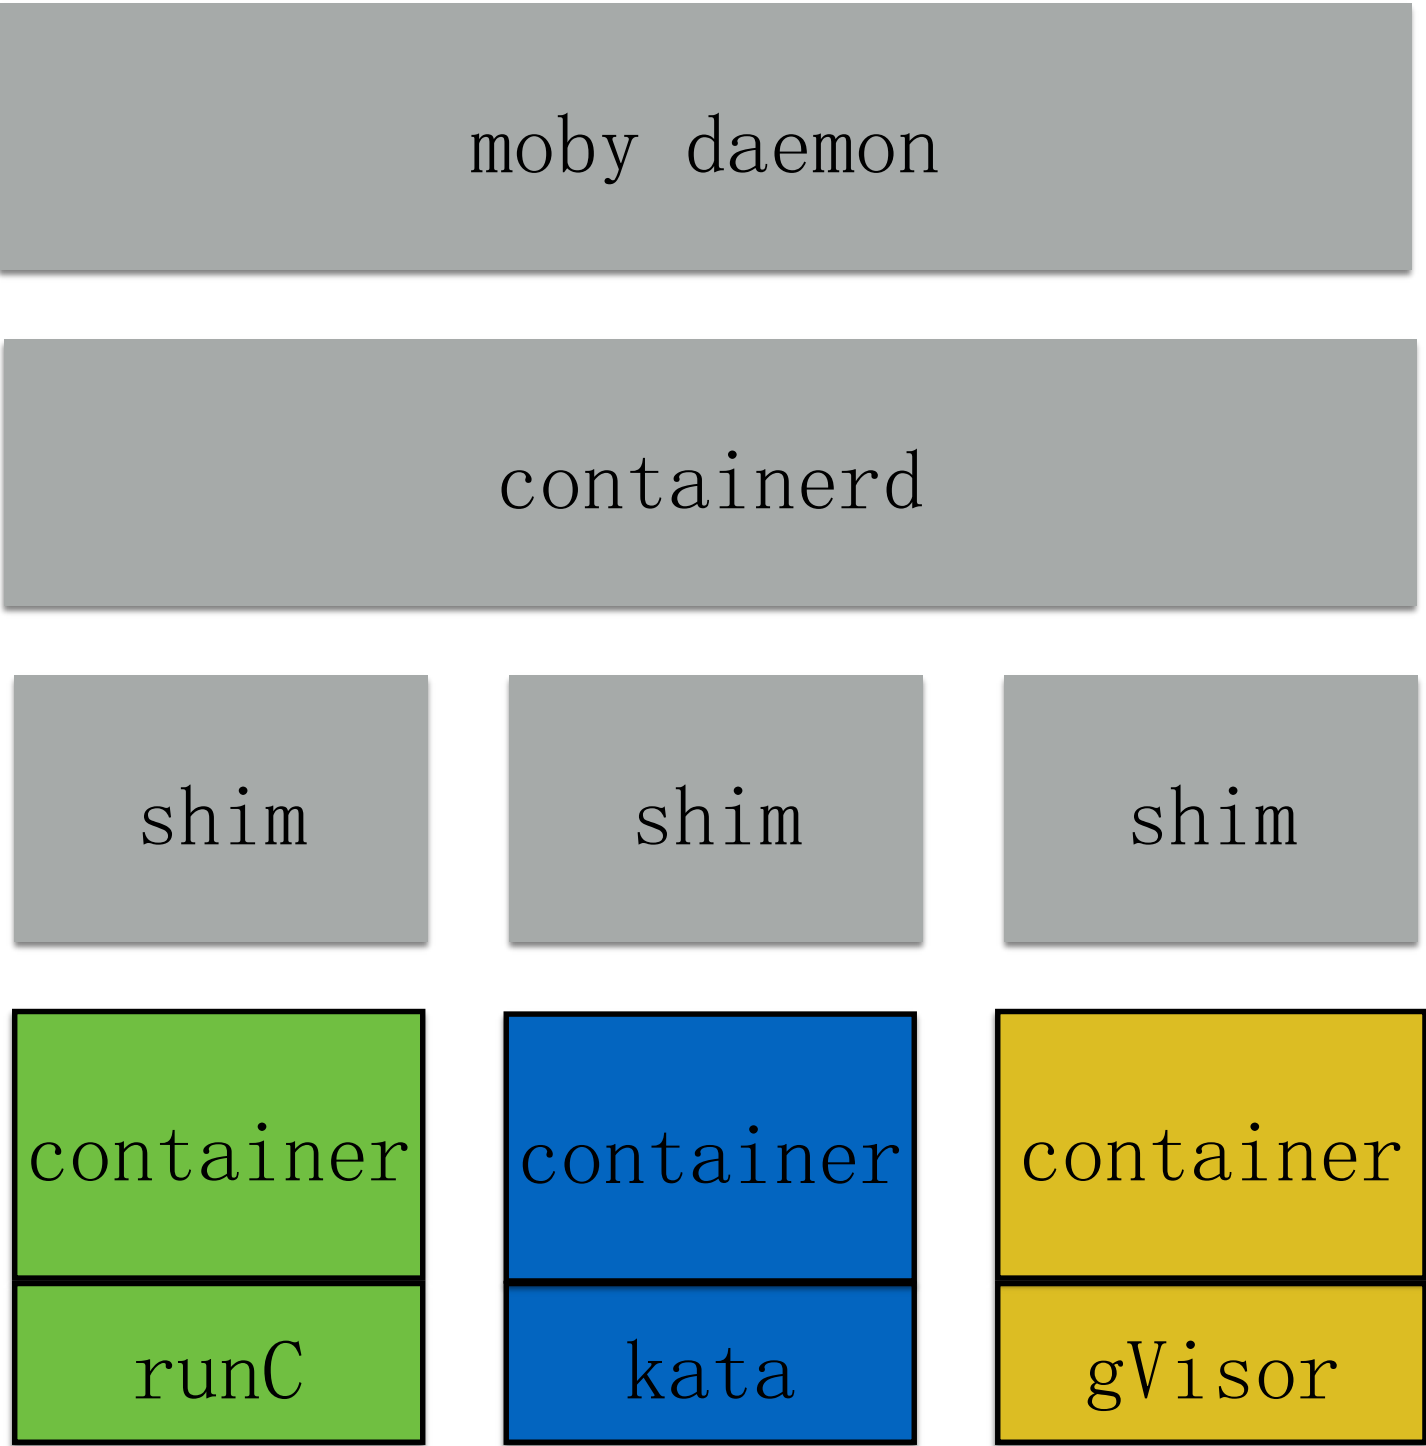 moby daemon
containerd
shim shim shim
container container container
runC kata gVisor